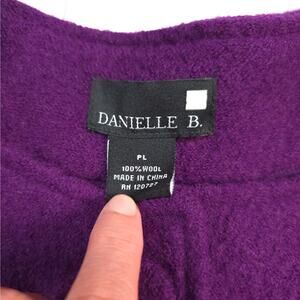 DANIELLE B.
PL
100% WOOL
MADE IN CHINA
RN 120727